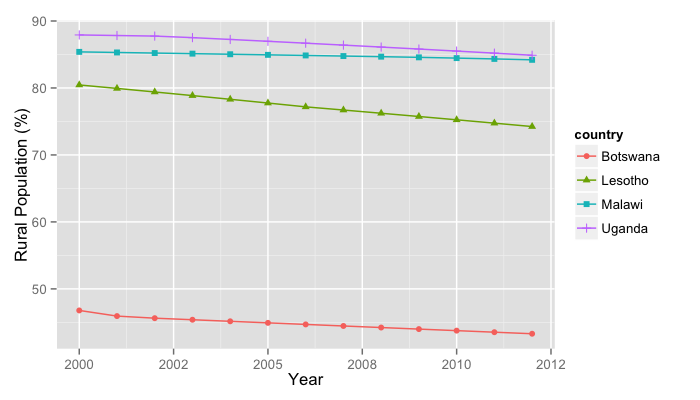 90
80
70
60
50
Rural Population (%)
2000
2002
2005
2008
2010
2012
Year
country
Botswana
Lesotho
Malawi
Uganda